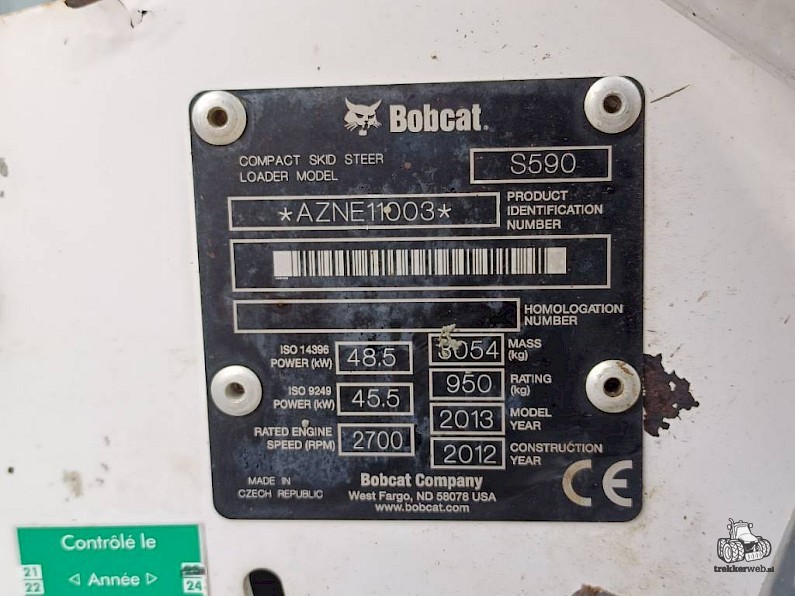 Bobcat
COMPACT SKID STEER
LOADER MODEL
S590
*AZNE11003*
PRODUCT
IDENTIFICATION
NUMBER
HOMOLOGATION
NUMBER
ISO 14396
POWER (kW)
48.5
3054
MASS
(kg)
ISO 9249
POWER (kW)
45.5
950
RATING
(kg)
RATED ENGINE
SPEED (RPM)
2700
2013
MODEL
YEAR
2012
CONSTRUCTION
YEAR
MADE IN
CZECH REPUBLIC
Bobcat Company
West Fargo, ND 58078 USA
www.bobcat.com
CE
Contrôlé le
21
22
◁ Année ▷
24
trekkerweb.nl